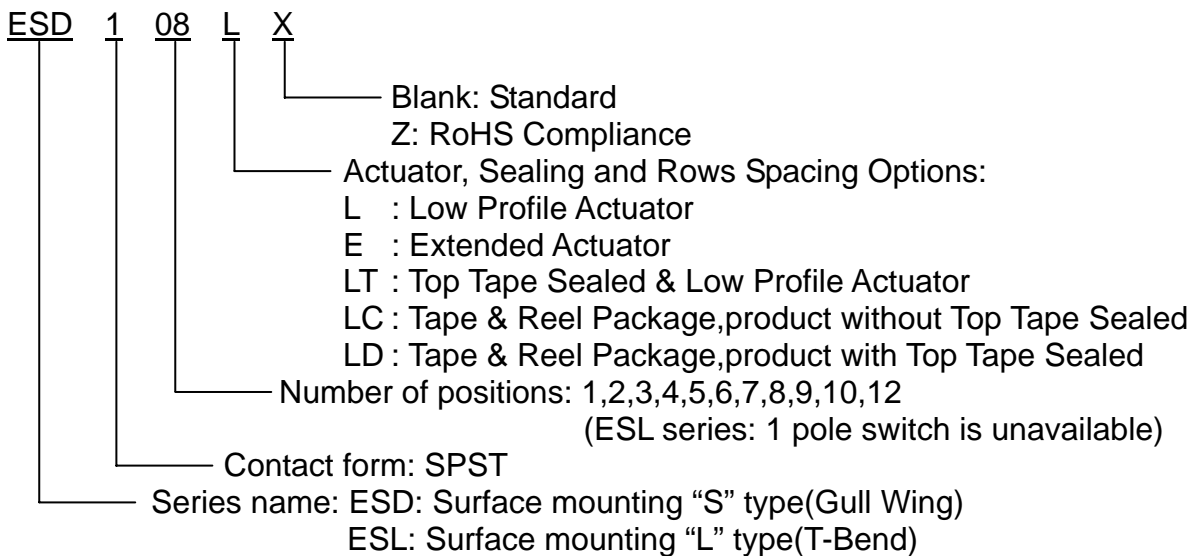 ESD 1 08 L X
Blank: Standard
Z: RoHS Compliance
Actuator, Sealing and Rows Spacing Options:
L : Low Profile Actuator
E : Extended Actuator
LT : Top Tape Sealed & Low Profile Actuator
LC : Tape & Reel Package,product without Top Tape Sealed
LD : Tape & Reel Package,product with Top Tape Sealed
Number of positions: 1,2,3,4,5,6,7,8,9,10,12
(ESL series: 1 pole switch is unavailable)
Contact form: SPST
Series name: ESD: Surface mounting “S” type(Gull Wing)
ESL: Surface mounting “L” type(T-Bend)